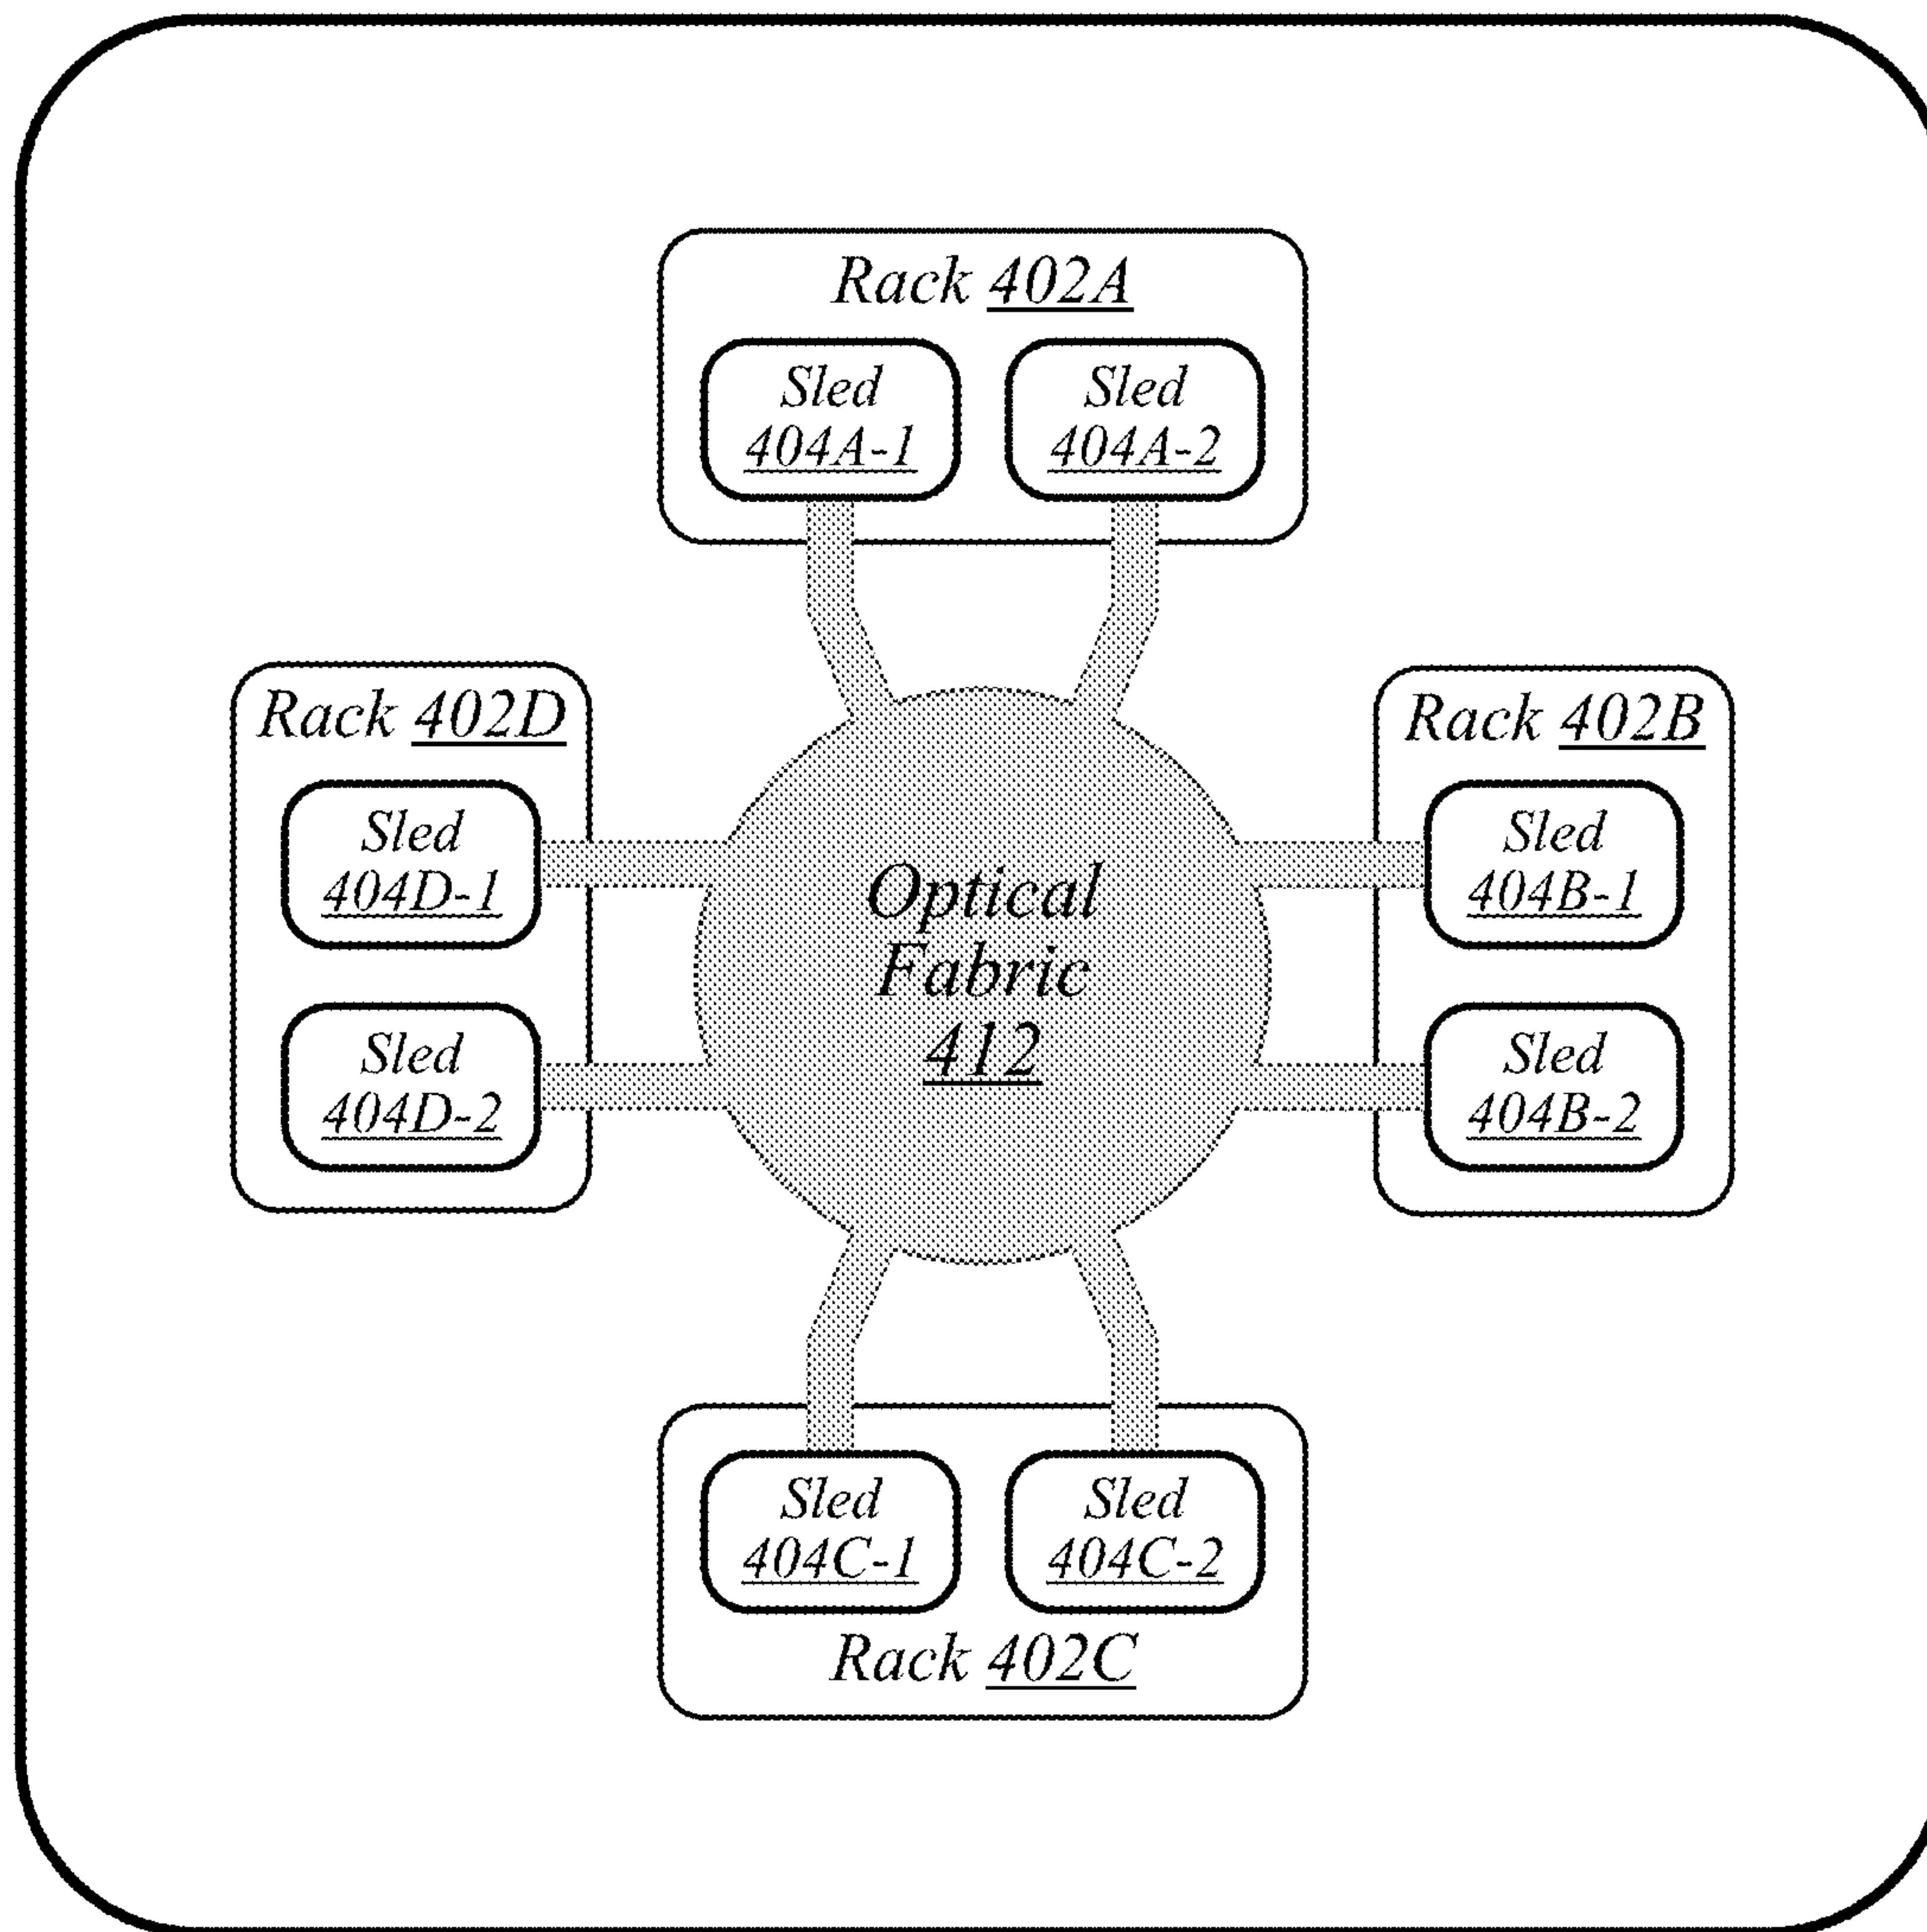 Rack 402A
Sled
404A-1
Sled
404A-2
Rack 402D
Sled
404D-1
Sled
404D-2
Optical
Fabric
412
Rack 402B
Sled
404B-1
Sled
404B-2
Sled
404C-1
Sled
404C-2
Rack 402C